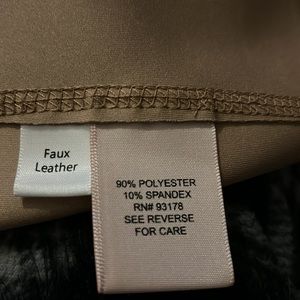 Faux
Leather
90% POLYESTER
10% SPANDEX
RN# 93178
SEE REVERSE
FOR CARE